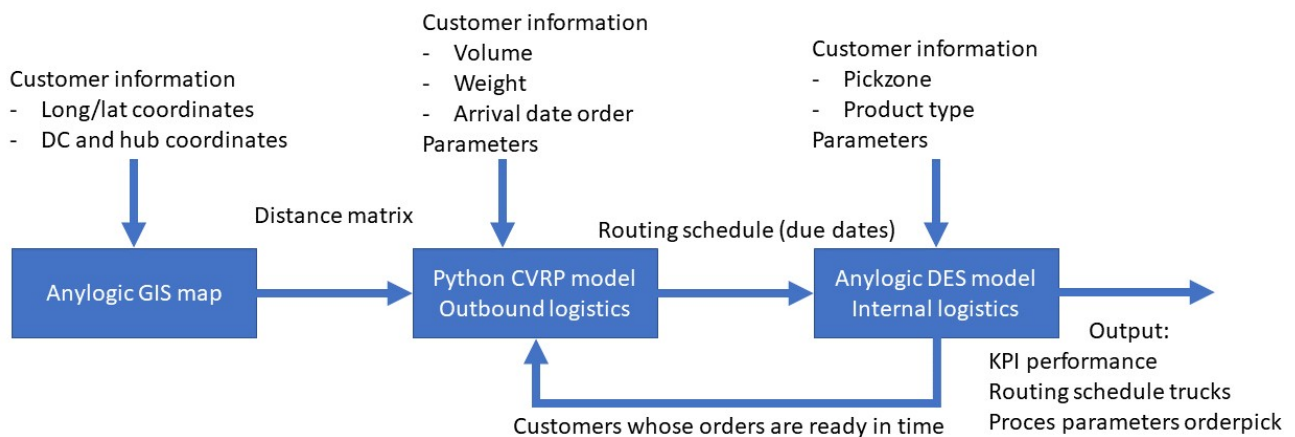 Customer information
- Long/lat coordinates
- DC and hub coordinates
Customer information
- Volume
- Weight
- Arrival date order
Parameters
Customer information
- Pickzone
- Product type
Parameters
Distance matrix
Routing schedule (due dates)
Anylogic GIS map
Python CVRP model
Outbound logistics
Anylogic DES model
Internal logistics
Output:
KPI performance
Routing schedule trucks
Proces parameters orderpick
Customers whose orders are ready in time